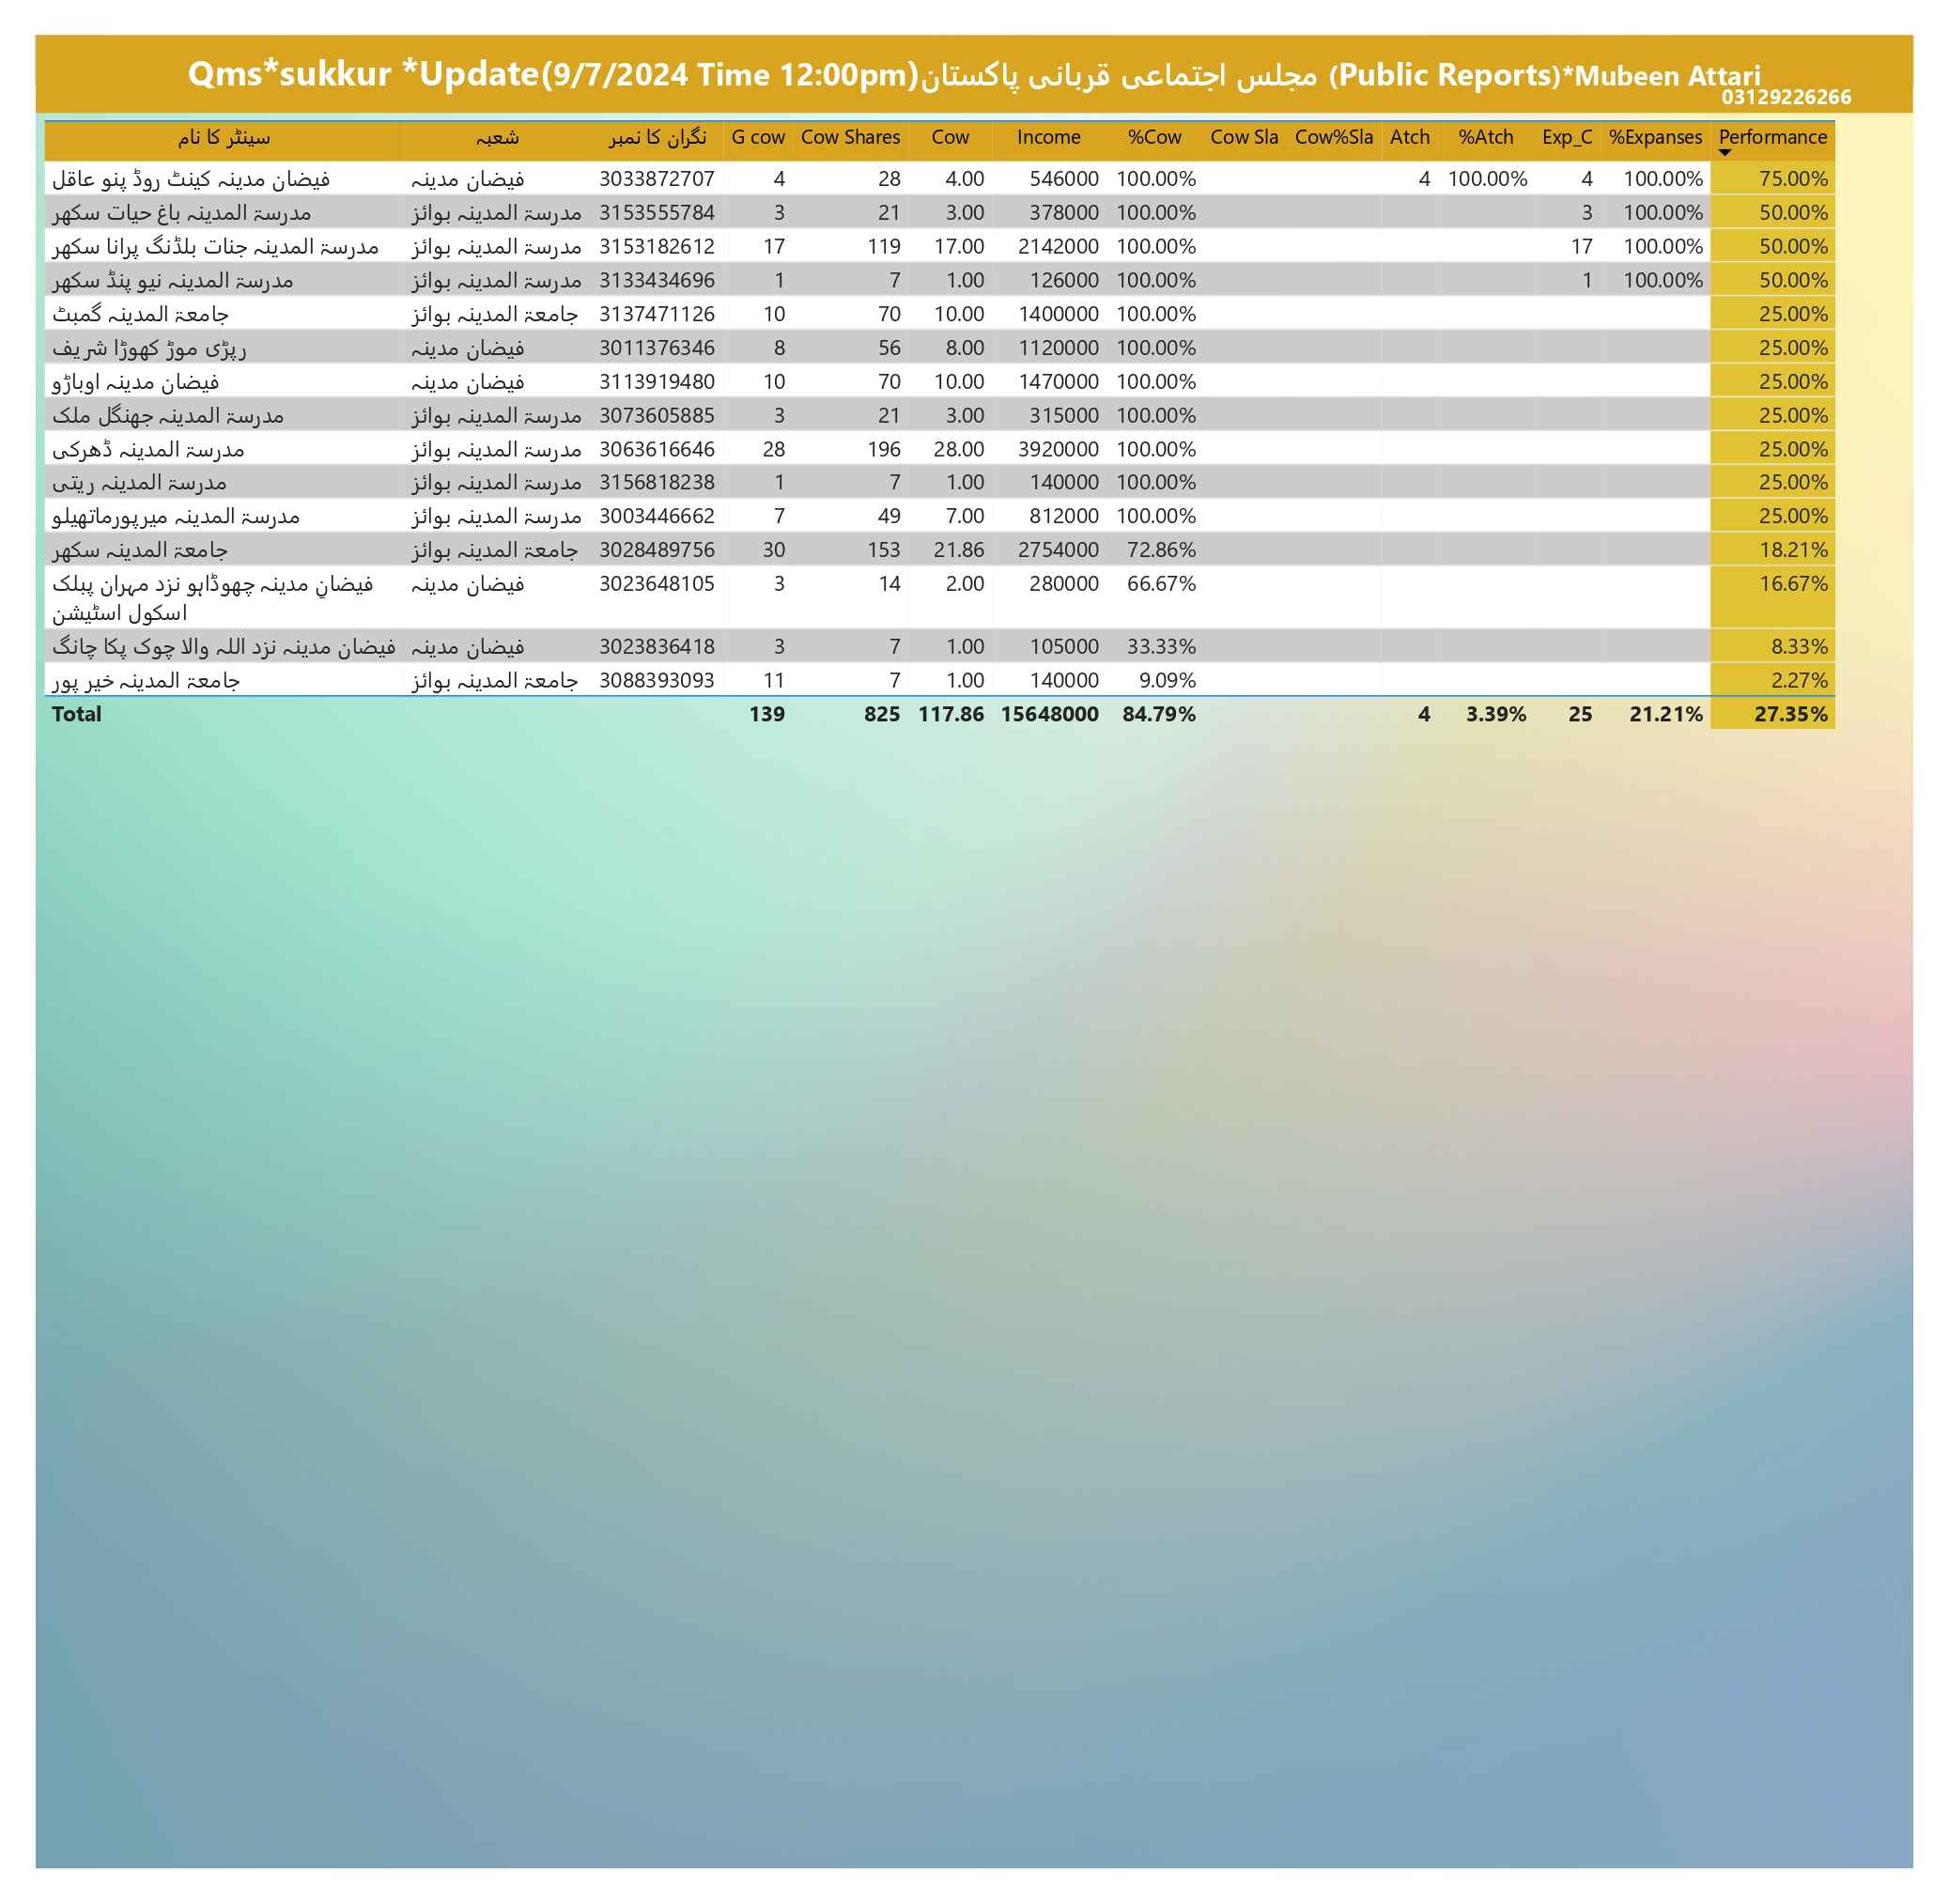 Qms*sukkur *Update(9/7/2024 Time 12:00pm)مجلس اجتماعی قربانی پاکستان (Public Reports)*Mubeen Attari
03129226266
سینٹر کا نام شعبہ نگران کا نمبر G cow Cow Shares Cow Income %Cow Cow Sla Cow%Sla Atch %Atch Exp_C %Expanses Performance
فیضان مدینہ کینٹ روڈ پنو عاقل فیضان مدینہ 3033872707 4 28 4.00 546000 100.00% 4 100.00% 4 100.00% 75.00%
مدرسۃ المدینہ باغ حیات سکھر مدرسۃ المدینہ بوائز 3153555784 3 21 3.00 378000 100.00% 3 100.00% 50.00%
مدرسۃ المدینہ جنات بلڈنگ پرانا سکھر مدرسۃ المدینہ بوائز 3153182612 17 119 17.00 2142000 100.00% 17 100.00% 50.00%
مدرسۃ المدینہ نیو پنڈ سکھر مدرسۃ المدینہ بوائز 3133434696 1 7 1.00 126000 100.00% 1 100.00% 50.00%
جامعۃ المدینہ گمبٹ جامعۃ المدینہ بوائز 3137471126 10 70 10.00 1400000 100.00% 25.00%
رپڑی موڑ کھوڑا شریف فیضان مدینہ 3011376346 8 56 8.00 1120000 100.00% 25.00%
فیضان مدینہ اوباڑو فیضان مدینہ 3113919480 10 70 10.00 1470000 100.00% 25.00%
مدرسۃ المدینہ جھنگل ملک مدرسۃ المدینہ بوائز 3073605885 3 21 3.00 315000 100.00% 25.00%
مدرسۃ المدینہ ڈھرکی مدرسۃ المدینہ بوائز 3063616646 28 196 28.00 3920000 100.00% 25.00%
مدرسۃ المدینہ ریتی مدرسۃ المدینہ بوائز 3156818238 1 7 1.00 140000 100.00% 25.00%
مدرسۃ المدینہ میرپورماتھیلو مدرسۃ المدینہ بوائز 3003446662 7 49 7.00 812000 100.00% 25.00%
جامعۃ المدینہ سکھر جامعۃ المدینہ بوائز 3028489756 30 153 21.86 2754000 72.86% 18.21%
فیضانِ مدینہ چھوڈاہو نزد مہران پبلک فیضان مدینہ 3023648105 3 14 2.00 280000 66.67% 16.67%
اسکول اسٹیشن
فیضان مدینہ نزد اللہ والا چوک پکا چانگ فیضان مدینہ 3023836418 3 7 1.00 105000 33.33% 8.33%
جامعۃ المدینہ خیر پور جامعۃ المدینہ بوائز 3088393093 11 7 1.00 140000 9.09% 2.27%
Total 139 825 117.86 15648000 84.79% 4 3.39% 25 21.21% 27.35%